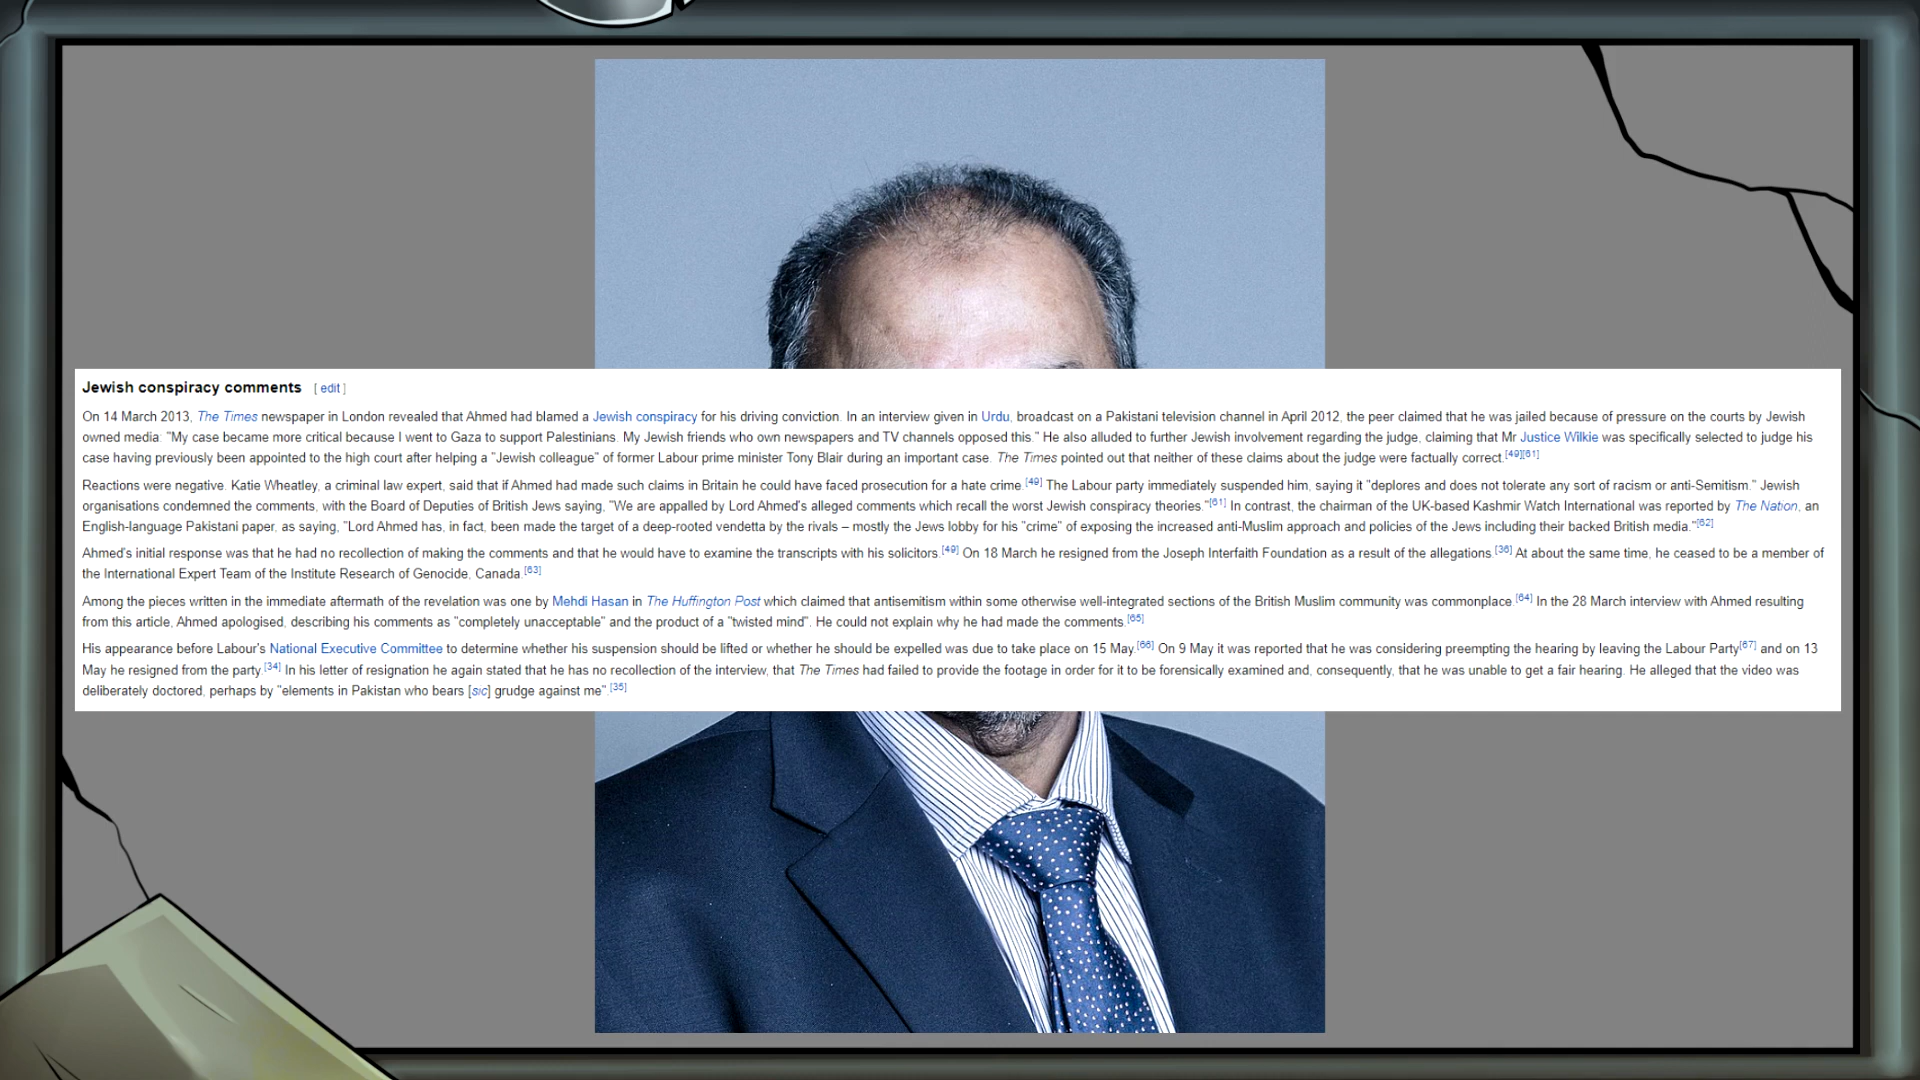 Jewish conspiracy comments [ edit ]
On 14 March 2013, The Times newspaper in London revealed that Ahmed had blamed a Jewish conspiracy for his driving conviction. In an interview given in Urdu, broadcast on a Pakistani television channel in April 2012, the peer claimed that he was jailed because of pressure on the courts by Jewish
owned media: "My case became more critical because I went to Gaza to support Palestinians. My Jewish friends who own newspapers and TV channels opposed this." He also alluded to further Jewish involvement regarding the judge, claiming that Mr Justice Wilkie was specifically selected to judge his
case having previously been appointed to the high court after helping a "Jewish colleague" of former Labour prime minister Tony Blair during an important case. The Times pointed out that neither of these claims about the judge were factually correct.[49][61]
Reactions were negative. Katie Wheatley, a criminal law expert, said that if Ahmed had made such claims in Britain he could have faced prosecution for a hate crime.[49] The Labour party immediately suspended him, saying it "deplores and does not tolerate any sort of racism or anti-Semitism." Jewish
organisations condemned the comments, with the Board of Deputies of British Jews saying, "We are appalled by Lord Ahmed's alleged comments which recall the worst Jewish conspiracy theories."[61] In contrast, the chairman of the UK-based Kashmir Watch International was reported by The Nation, an
English-language Pakistani paper, as saying, "Lord Ahmed has, in fact, been made the target of a deep-rooted vendetta by the rivals – mostly the Jews lobby for his "crime" of exposing the increased anti-Muslim approach and policies of the Jews including their backed British media."[62]
Ahmed's initial response was that he had no recollection of making the comments and that he would have to examine the transcripts with his solicitors.[49] On 18 March he resigned from the Joseph Interfaith Foundation as a result of the allegations.[36] At about the same time, he ceased to be a member of
the International Expert Team of the Institute Research of Genocide, Canada.[63]
Among the pieces written in the immediate aftermath of the revelation was one by Mehdi Hasan in The Huffington Post which claimed that antisemitism within some otherwise well-integrated sections of the British Muslim community was commonplace.[64] In the 28 March interview with Ahmed resulting
from this article, Ahmed apologised, describing his comments as "completely unacceptable" and the product of a "twisted mind". He could not explain why he had made the comments.[65]
His appearance before Labour's National Executive Committee to determine whether his suspension should be lifted or whether he should be expelled was due to take place on 15 May.[66] On 9 May it was reported that he was considering preempting the hearing by leaving the Labour Party[67] and on 13
May he resigned from the party.[34] In his letter of resignation he again stated that he has no recollection of the interview, that The Times had failed to provide the footage in order for it to be forensically examined and, consequently, that he was unable to get a fair hearing. He alleged that the video was
deliberately doctored, perhaps by "elements in Pakistan who bears [sic] grudge against me".[35]